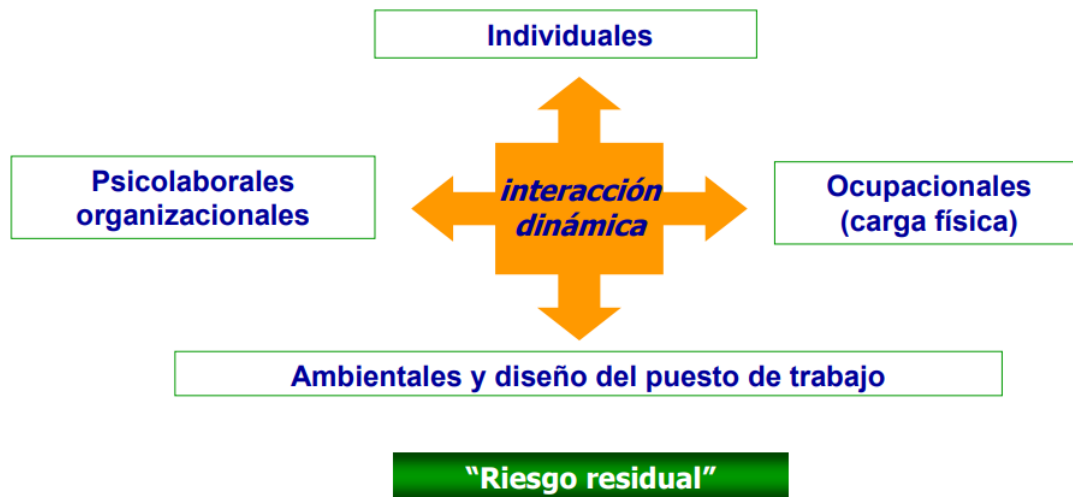 Individuales
Psicolaborales
organizacionales
interacción
dinámica
Ocupacionales
(carga física)
Ambientales y diseño del puesto de trabajo
“Riesgo residual”